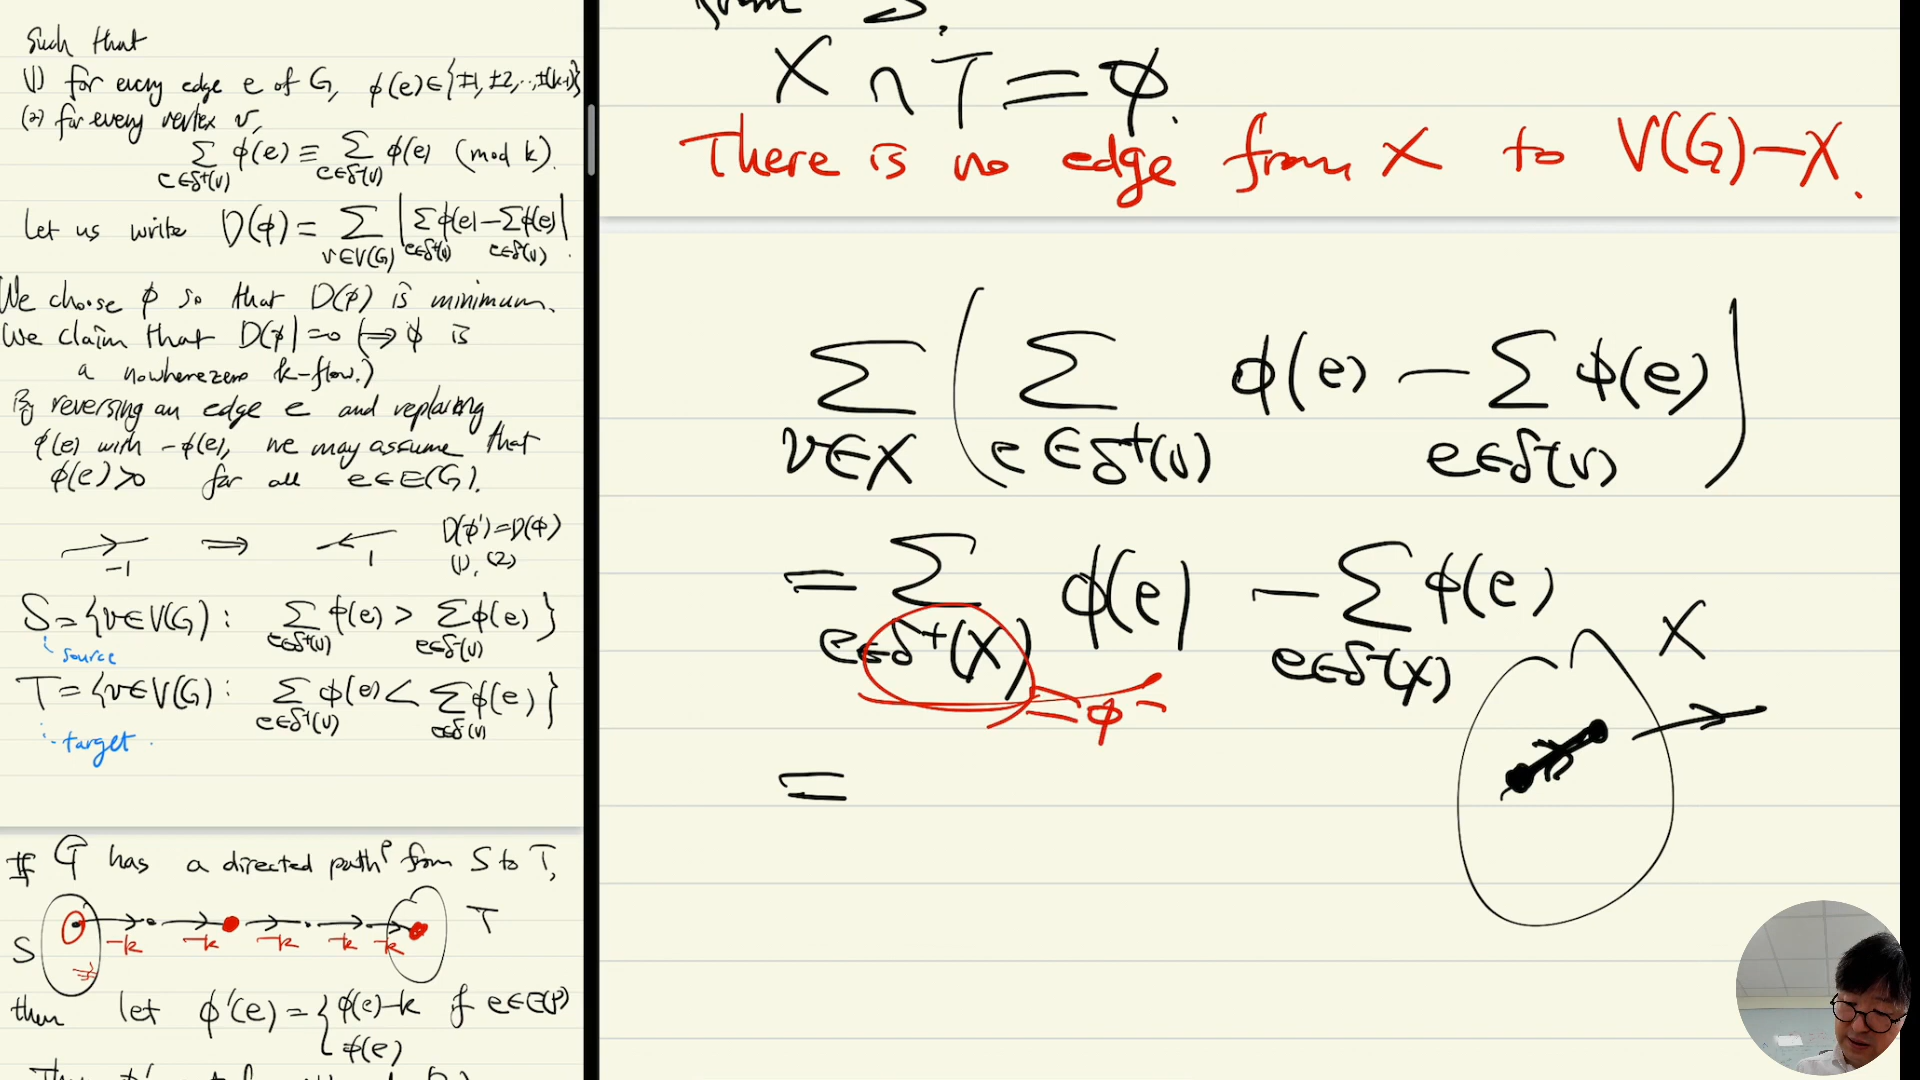 Such that
(1) for every edge e of G, φ(e)∈{±1, ±2, .., ±(k-1)}
(2) for every vertex v,
Σ φ(e) ≡ Σ φ(e) (mod k).
e∈δ⁺(v) e∈δ⁻(v)
Let us write D(φ) = Σ | Σ φ(e) − Σ φ(e) |
v∈V(G) e∈δ⁺(v) e∈δ⁻(v) .
We choose φ so that D(φ) is minimum.
We claim that D(φ)=0 (⇒ φ is
a nowhere zero k-flow.)
By reversing an edge e and replacing
φ(e) with −φ(e), we may assume that
φ(e)>0 for all e∈E(G).
D(φ')=D(φ)
−1 ⇒ 1 (1), (2)
S = {v∈V(G) : Σ φ(e) > Σ φ(e) }
e∈δ⁺(v) e∈δ⁻(v)
source
T = {v∈V(G) : Σ φ(e) < Σ φ(e) }
e∈δ⁺(v) e∈δ⁻(v)
target.
If G has a directed path P from S to T,
S −k −k −k −k −k T
then let φ'(e) = { φ(e)−k if e∈E(P)
φ(e)
from S.
X ∩ T = φ.
There is no edge from X to V(G)−X.
Σ ( Σ φ(e) − Σ φ(e) )
v∈X e∈δ⁺(v) e∈δ⁻(v)
= Σ φ(e) − Σ φ(e)
e∈δ⁺(X) e∈δ⁻(X)
= φ
X
=